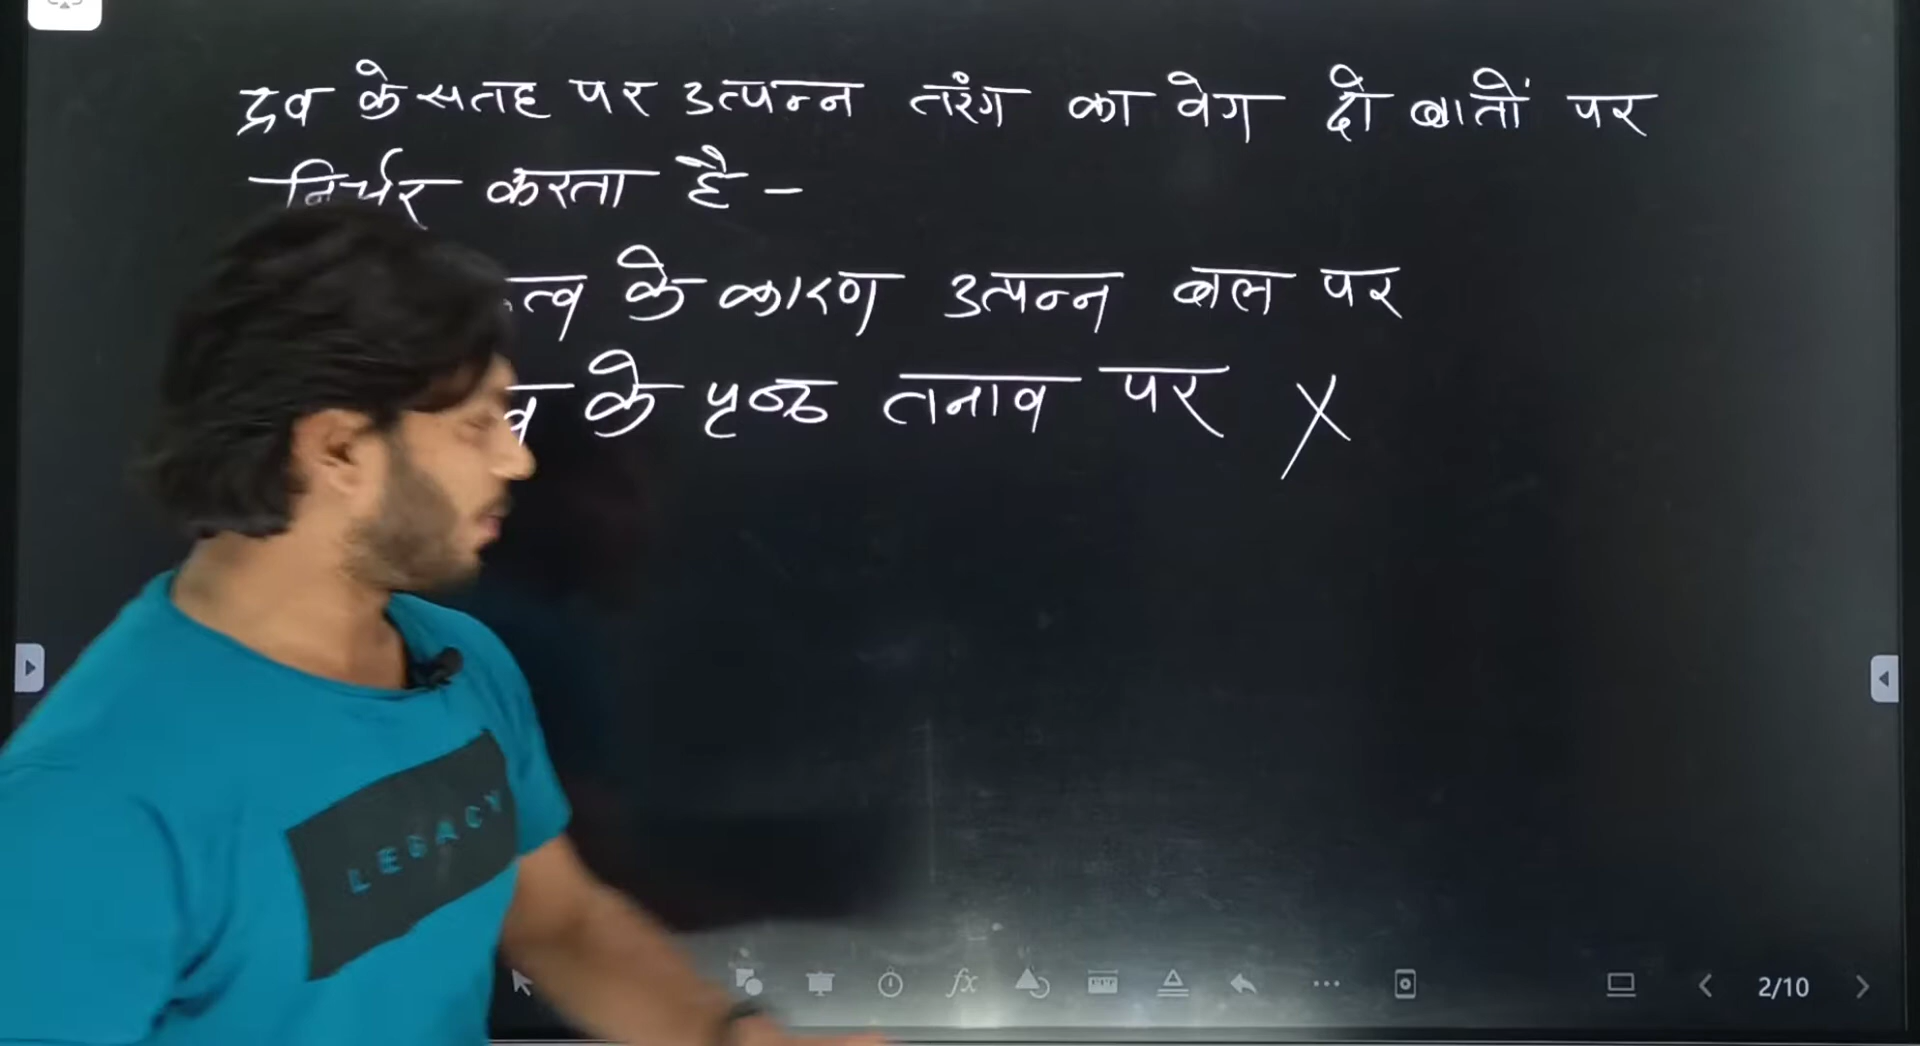 द्रव के सतह पर उत्पन्न तरंग का वेग दो बातों पर
निर्भर करता है -
के कारण उत्पन्न बल पर
के पृष्ठ तनाव पर X
LEGACY
fx ... 2/10